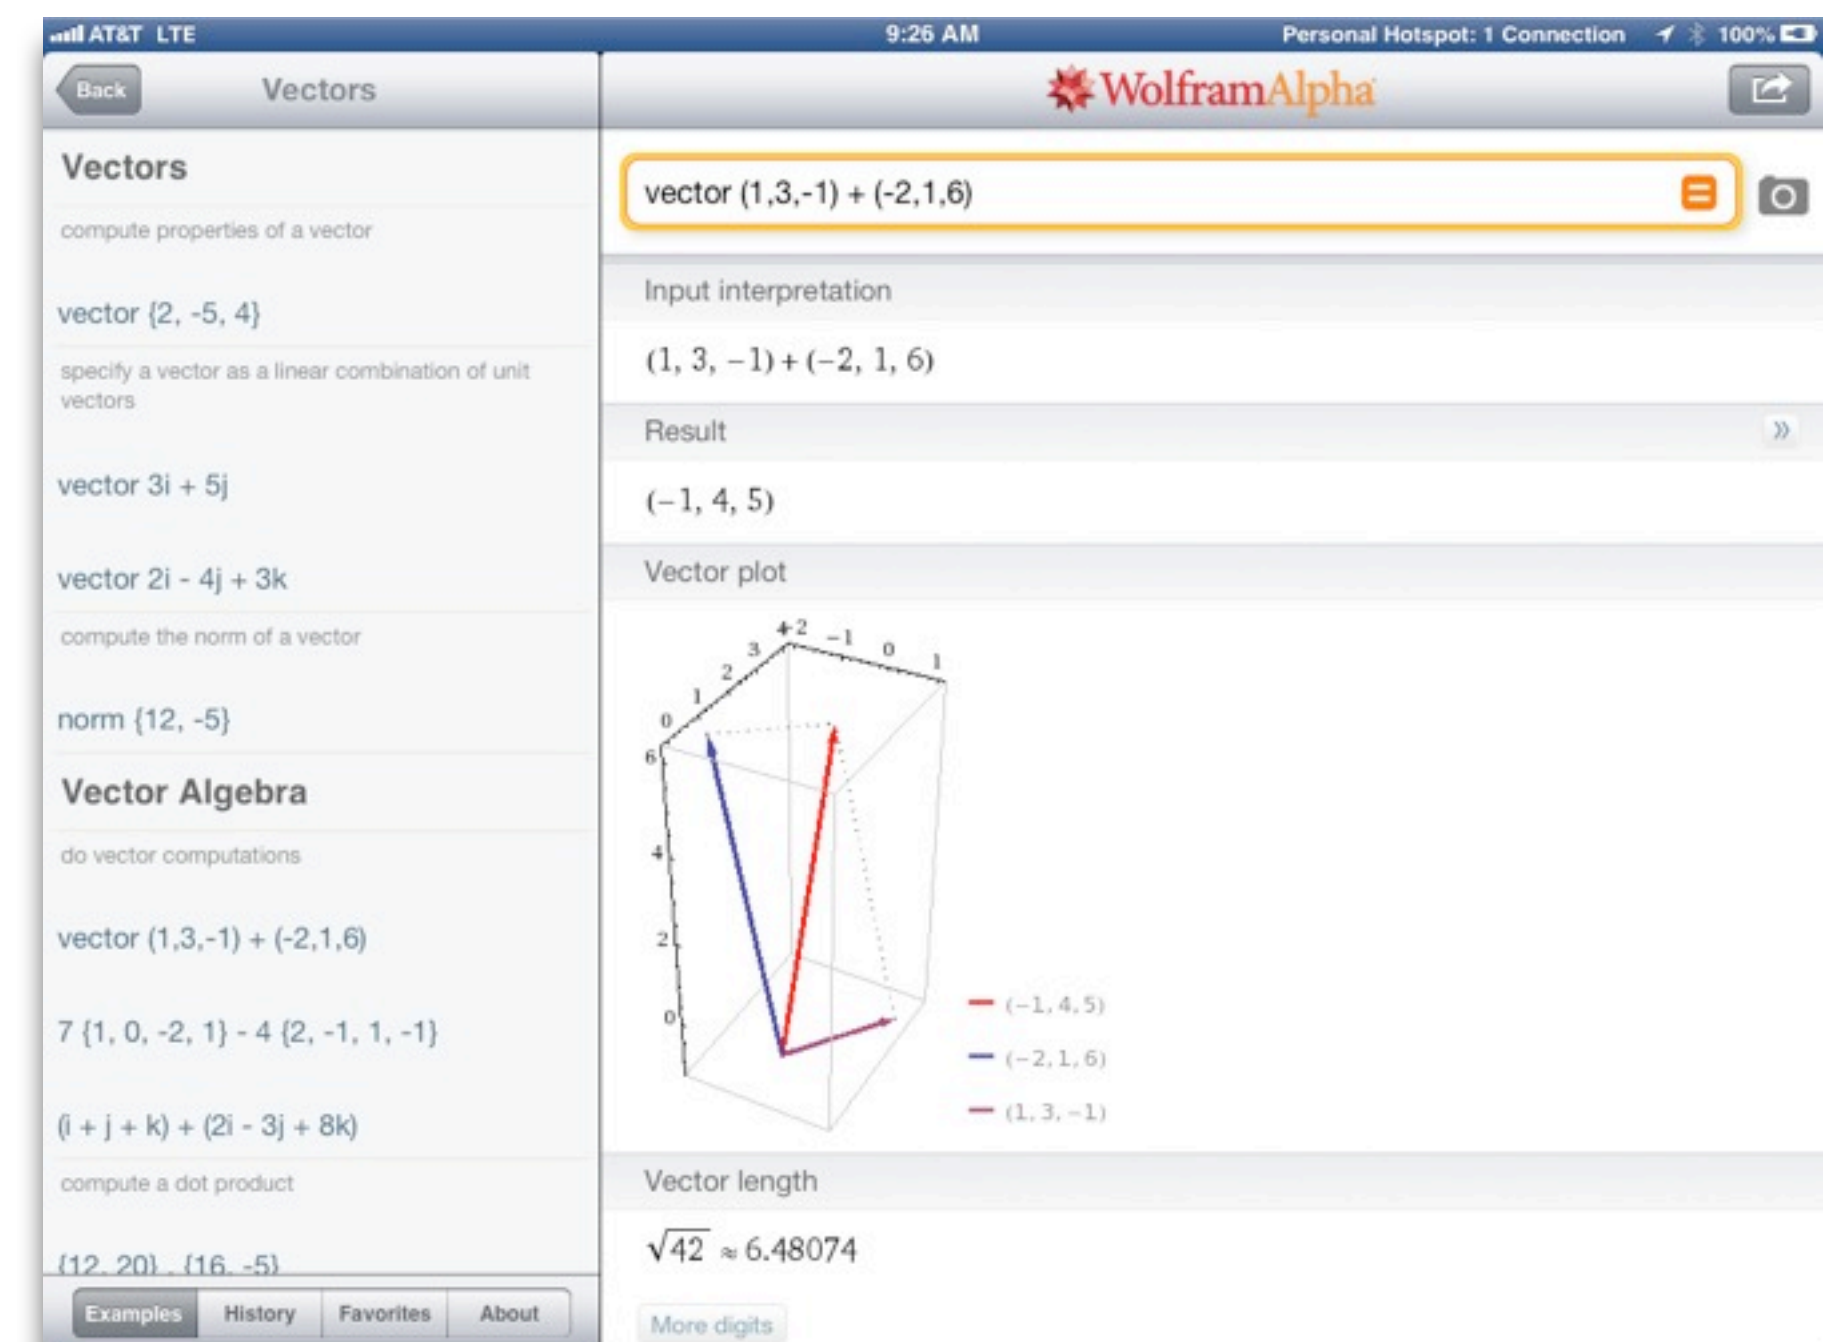 AT&T LTE 9:26 AM Personal Hotspot: 1 Connection 100%
Back Vectors
WolframAlpha
Vectors
compute properties of a vector
vector {2, -5, 4}
specify a vector as a linear combination of unit
vectors
vector 3i + 5j
vector 2i - 4j + 3k
compute the norm of a vector
norm {12, -5}
Vector Algebra
do vector computations
vector (1,3,-1) + (-2,1,6)
7 {1, 0, -2, 1} - 4 {2, -1, 1, -1}
(i + j + k) + (2i - 3j + 8k)
compute a dot product
{12, 20} . {16, -5}
Examples History Favorites About
vector (1,3,-1) + (-2,1,6)
Input interpretation
(1, 3, −1) + (−2, 1, 6)
Result
(−1, 4, 5)
Vector plot
4 -2 −1 0 1
3
2
1
0
6
4
2
0
(−1, 4, 5)
(−2, 1, 6)
(1, 3, −1)
Vector length
√42 ≈ 6.48074
More digits